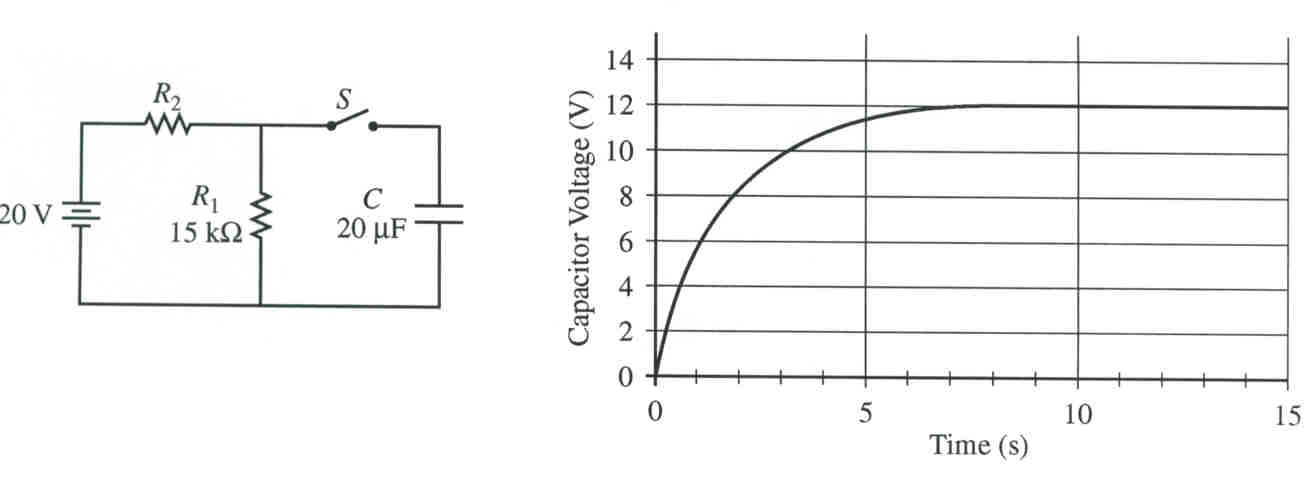 R2
S
20 V
R1
15 kΩ
C
20 µF
Capacitor Voltage (V)
14
12
10
8
6
4
2
0
0
5
10
15
Time (s)